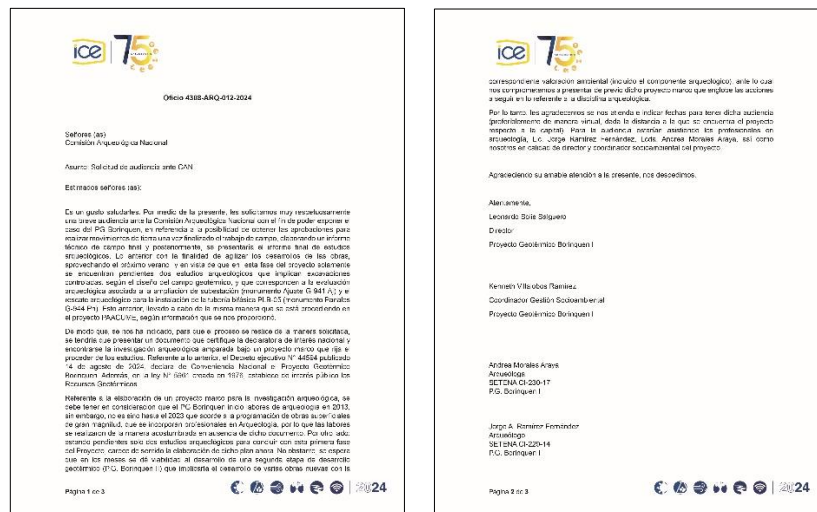 ice 75
Oficio 4308-ARQ-012-2024
Señores (as)
Comisión Arqueológica Nacional
Asunto: Solicitud de audiencia ante CAN
Estimados señores (as):
Es un gusto saludarles. Por medio de la presente, les solicitamos muy respetuosamente
una breve audiencia ante la Comisión Arqueológica Nacional con el fin de poder exponer el
caso del PG Borinquen, en referencia a la posibilidad de obtener las aprobaciones para
realizar movimientos de tierra una vez finalizado el trabajo de campo, elaborando un informe
técnico de campo final y posteriormente, se presentaría el informe final de estudios
arqueológicos. Lo anterior con la finalidad de agilizar los desarrollos de las obras,
aprovechando el próximo verano y en vista de que en esta fase del proyecto solamente
se encuentran pendientes dos estudios arqueológicos que implican excavaciones
controladas, según el diseño del campo geotérmico, y que corresponden a la evaluación
arqueológica asociada a la ampliación de subestación (monumento Ajuste G-941 Aj) y el
rescate arqueológico para la instalación de la tubería bifásica PLB-05 (monumento Panales
G-944 Pn). Esto anterior, llevado a cabo de la misma manera que se está procediendo en
el proyecto PAACUME, según información que se nos proporcionó.
De modo que, se nos ha indicado, para que el proceso se realice de la manera solicitada,
se tendría que presentar un documento que certifique la declaratoria de interés nacional y
encontrarse la investigación arqueológica amparada bajo un proyecto marco que rija el
proceder de los estudios. Referente a lo anterior, el Decreto ejecutivo N° 44594 publicado
14 de agosto de 2024, declara de Conveniencia Nacional el Proyecto Geotérmico
Borinquen. Además, en la ley N° 5961 creada en 1976, establece de interés público los
Recursos Geotérmicos.
Referente a la elaboración de un proyecto marco para la investigación arqueológica, se
debe tener en consideración que el PG Borinquen inició labores de arqueología en 2013,
sin embargo, no es sino hasta el 2023 que acorde a la programación de obras superficiales
de gran magnitud, que se incorporan profesionales en Arqueología, por lo que las labores
se realizaron de la manera acostumbrada en ausencia de dicho documento. Por otro lado,
estando pendientes solo dos estudios arqueológicos para concluir con esta primera fase
del Proyecto, carece de sentido la elaboración de dicho plan ahora. No obstante, se espera
que en los meses se dé viabilidad al desarrollo de una segunda etapa de desarrollo
geotérmico (P.G. Borinquen II) que implicaría el desarrollo de varias obras nuevas con la
Página 1 de 3
2024
ice 75
correspondiente valoración ambiental (incluido el componente arqueológico), ante lo cual
nos comprometemos a presentar de previo dicho proyecto marco que englobe las acciones
a seguir en lo referente a la disciplina arqueológica.
Por lo tanto, les agradecemos se nos atienda e indicar fechas para tener dicha audiencia
(preferiblemente de manera virtual, dada la distancia a la que se encuentra el proyecto
respecto a la capital). Para la audiencia estarían asistiendo los profesionales en
arqueología, Lic. Jorge Ramírez Fernández, Licda. Andrea Morales Araya, así como
nosotros en calidad de director y coordinador socioambiental del proyecto.
Agradeciendo su amable atención a la presente, nos despedimos.
Atentamente,
Leonardo Solís Salguero
Director
Proyecto Geotérmico Borinquen I
Kenneth Villalobos Ramírez
Coordinador Gestión Socioambiental
Proyecto Geotérmico Borinquen I
Andrea Morales Araya
Arqueóloga
SETENA CI-230-17
P.G. Borinquen I
Jorge A. Ramírez Fernández
Arqueólogo
SETENA CI-220-14
P.G. Borinquen I
Página 2 de 3
2024